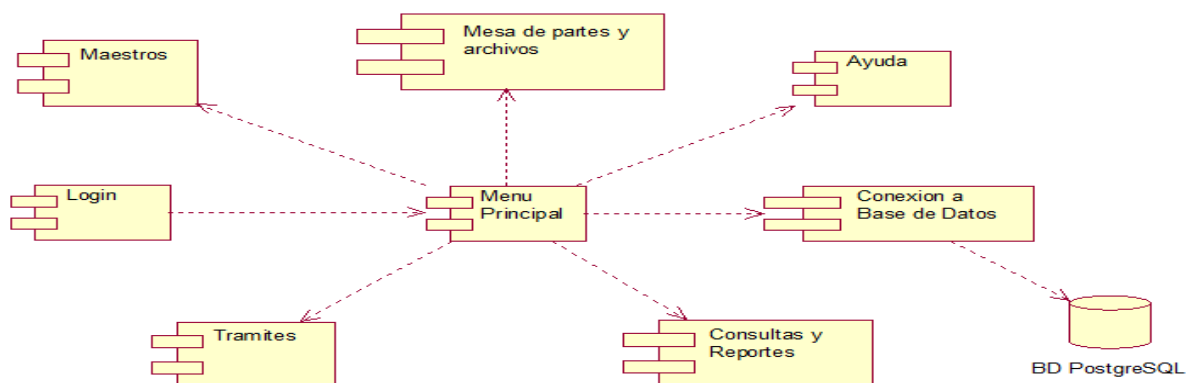 Mesa de partes y
archivos
Maestros
Ayuda
Login
Menu
Principal
Conexion a
Base de Datos
Tramites
Consultas y
Reportes
BD PostgreSQL